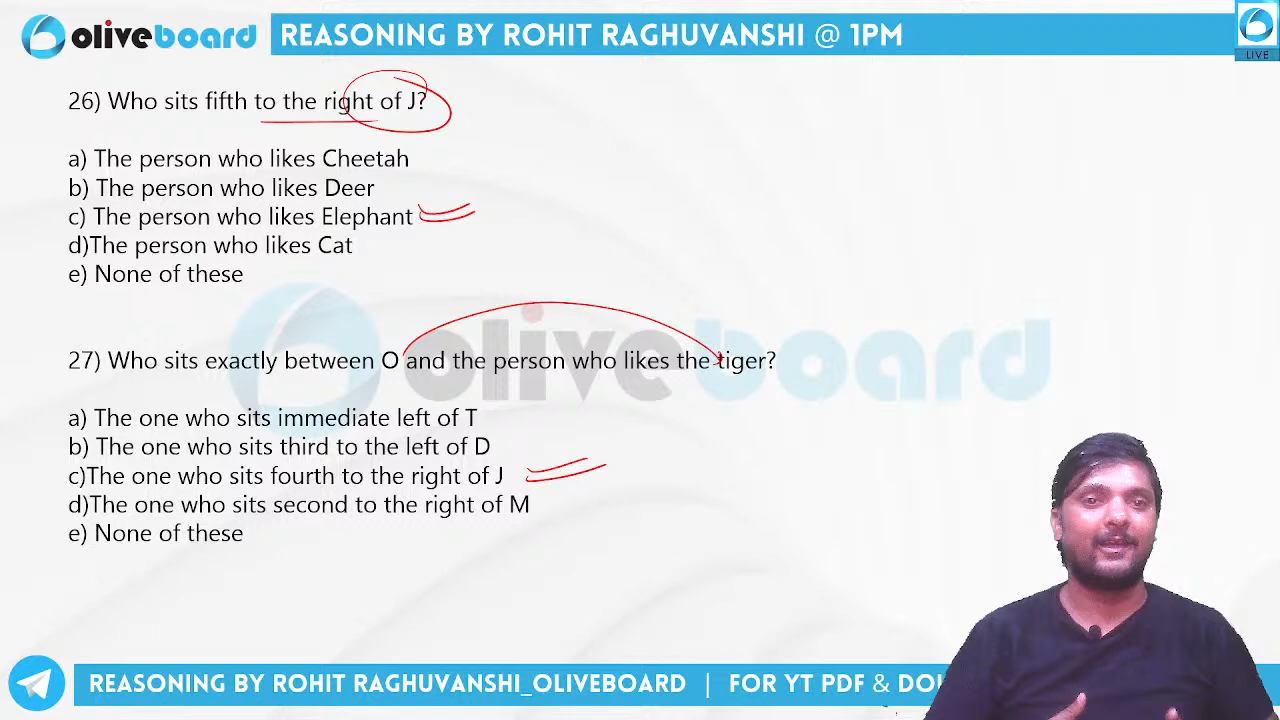 oliveboard
REASONING BY ROHIT RAGHUVANSHI @ 1PM
LIVE
26) Who sits fifth to the right of J?
a) The person who likes Cheetah
b) The person who likes Deer
c) The person who likes Elephant
d)The person who likes Cat
e) None of these
oliveboard
27) Who sits exactly between O and the person who likes the tiger?
a) The one who sits immediate left of T
b) The one who sits third to the left of D
c)The one who sits fourth to the right of J
d)The one who sits second to the right of M
e) None of these
REASONING BY ROHIT RAGHUVANSHI_OLIVEBOARD | FOR YT PDF & DOU